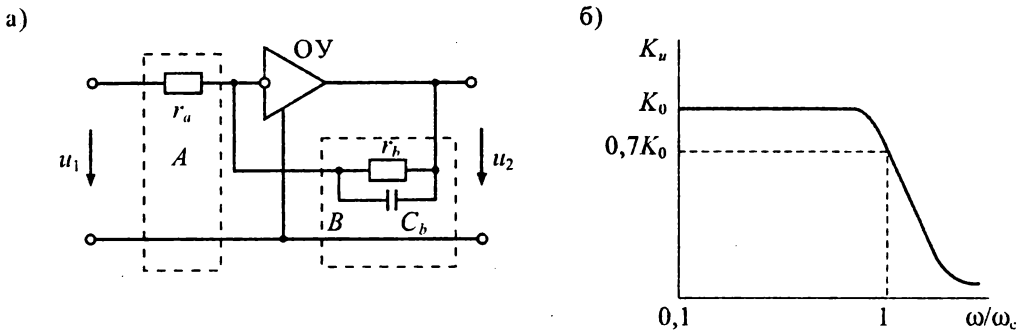 а)
ОУ
r_a
A
u_1
r_b
B
C_b
u_2
б)
K_u
K_0
0,7K_0
0,1
1
ω/ω_c